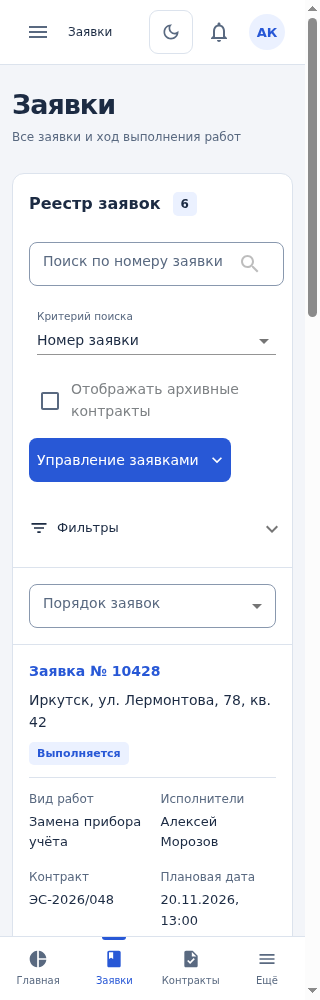 Заявки
АК
Заявки
Все заявки и ход выполнения работ
Реестр заявок 6
Поиск по номеру заявки
Критерий поиска
Номер заявки
Отображать архивные
контракты
Управление заявками
Фильтры
Порядок заявок
Заявка № 10428
Иркутск, ул. Лермонтова, 78, кв.
42
Выполняется
Вид работ
Замена прибора
учёта
Исполнители
Алексей
Морозов
Контракт
ЭС-2026/048
Плановая дата
20.11.2026,
13:00
Главная
Заявки
Контракты
Ещё